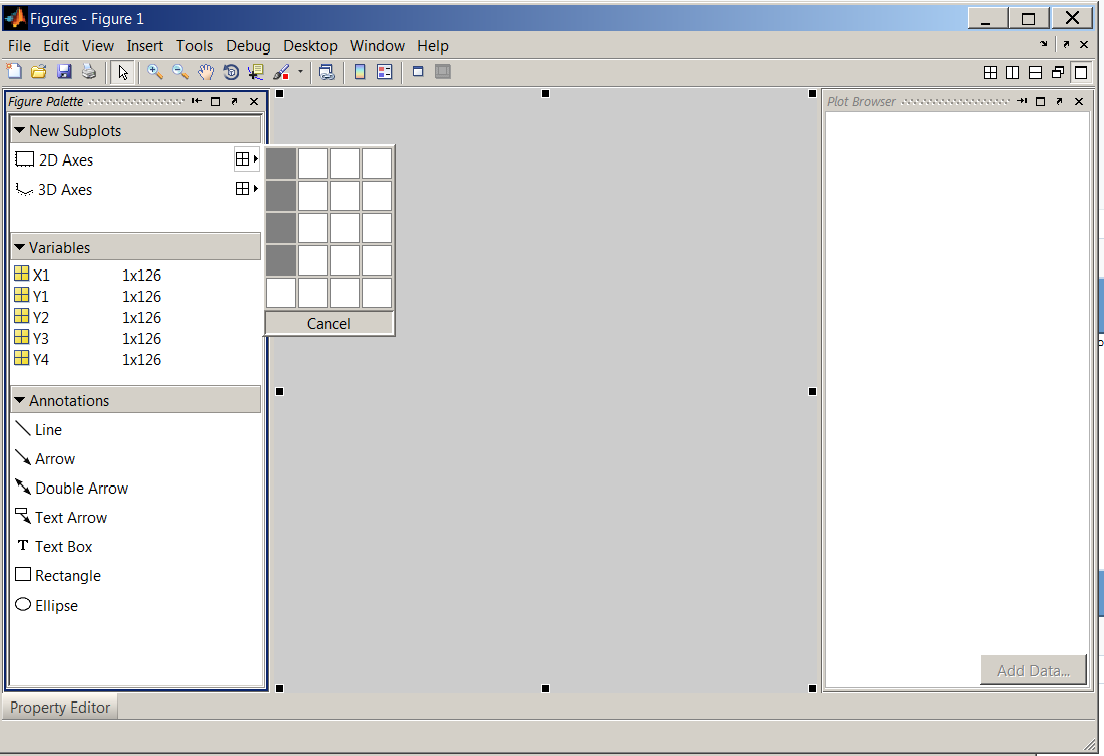 Figures - Figure 1
File Edit View Insert Tools Debug Desktop Window Help
Figure Palette
Plot Browser
New Subplots
2D Axes
3D Axes
Variables
X1 1x126
Y1 1x126
Y2 1x126
Y3 1x126
Y4 1x126
Cancel
Annotations
Line
Arrow
Double Arrow
Text Arrow
T Text Box
Rectangle
Ellipse
Add Data...
Property Editor